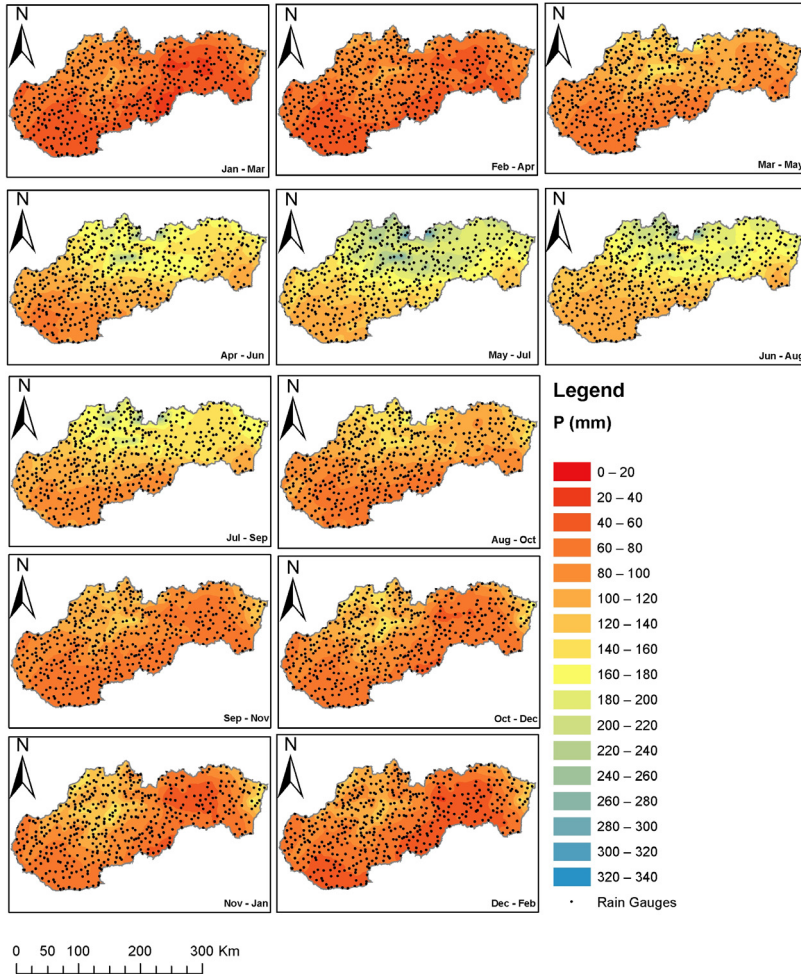 N
N
N
Jan - Mar
Feb - Apr
Mar - May
N
N
N
Apr - Jun
May - Jul
Jun - Aug
N
N
Jul - Sep
Aug - Oct
N
N
Sep - Nov
Oct - Dec
N
N
Nov - Jan
Dec - Feb
Legend
P (mm)
0 – 20
20 – 40
40 – 60
60 – 80
80 – 100
100 – 120
120 – 140
140 – 160
160 – 180
180 – 200
200 – 220
220 – 240
240 – 260
260 – 280
280 – 300
300 – 320
320 – 340
Rain Gauges
0 50 100 200 300 Km